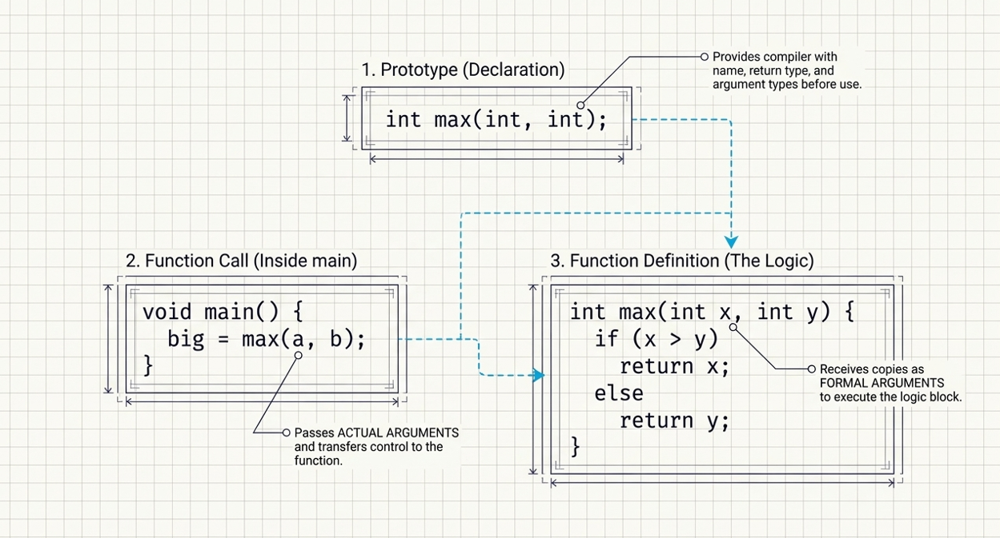 1. Prototype (Declaration)
int max(int, int);
Provides compiler with
name, return type, and
argument types before use.
2. Function Call (Inside main)
void main() {
  big = max(a, b);
}
Passes ACTUAL ARGUMENTS
and transfers control to the
function.
3. Function Definition (The Logic)
int max(int x, int y) {
  if (x > y)
    return x;
  else
    return y;
}
Receives copies as
FORMAL ARGUMENTS
to execute the logic block.